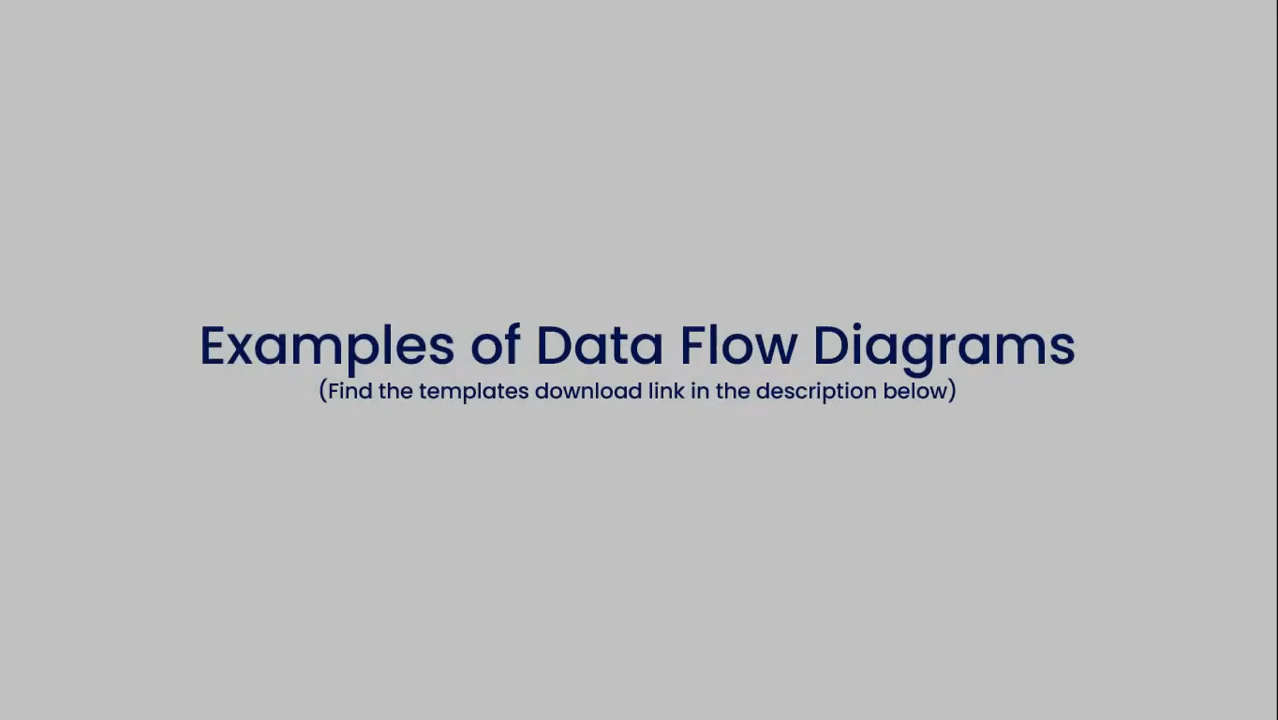 Examples of Data Flow Diagrams
(Find the templates download link in the description below)